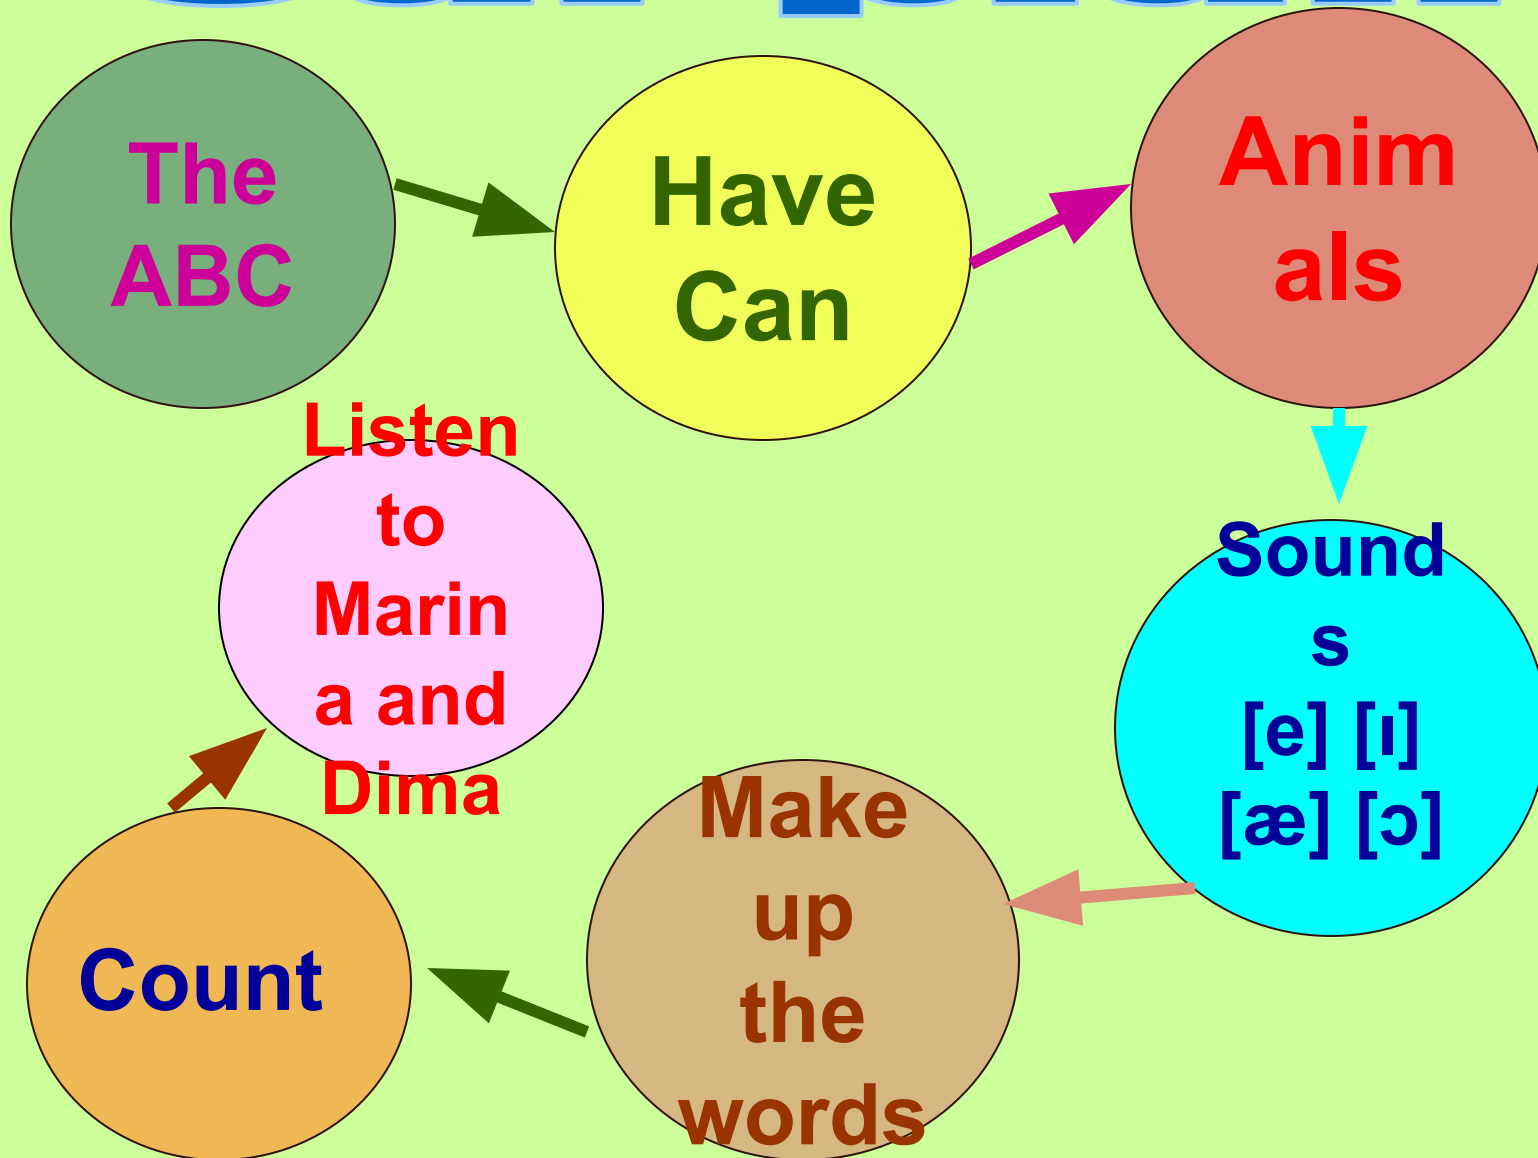 The
ABC
Have
Can
Anim
als
Sound
s
[e] [ı]
[æ] [ɔ]
Make
up
the
words
Count
Listen
to
Marin
a and
Dima